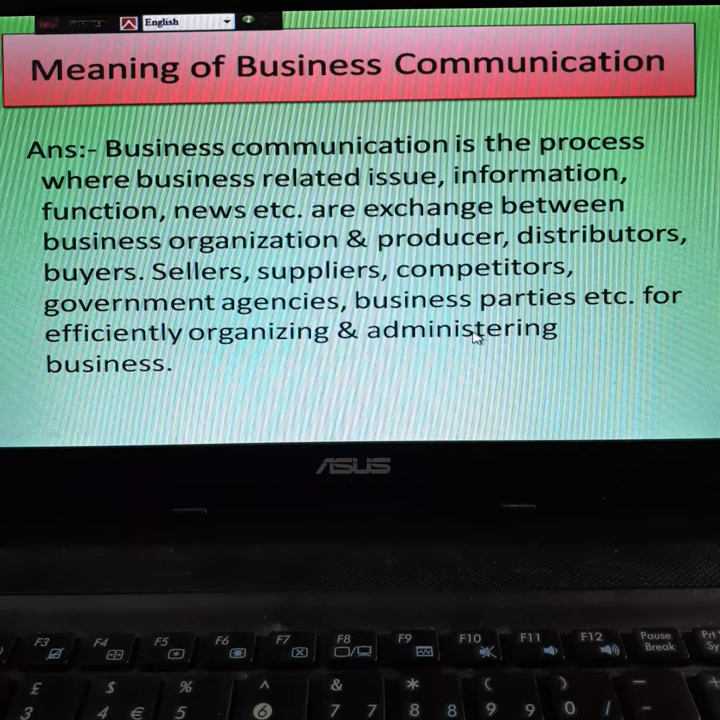 English
Meaning of Business Communication
Ans:- Business communication is the process
where business related issue, information,
function, news etc. are exchange between
business organization & producer, distributors,
buyers. Sellers, suppliers, competitors,
government agencies, business parties etc. for
efficiently organizing & administering
business.
ASUS
F3 F4 F5 F6 F7 F8 F9 F10 F11 F12 Pause Break Prt Sy
£ $ % ^ & * ( ) _ +
3 4 € 5 6 7 7 8 8 9 9 0 / - -